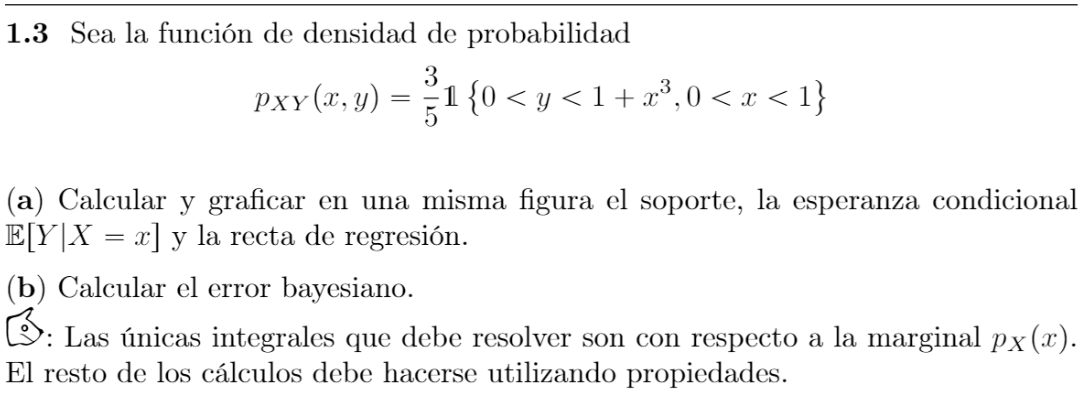 1.3 Sea la función de densidad de probabilidad
p_{XY}(x, y) = \frac{3}{5} 𝟙 {0 < y < 1 + x^3, 0 < x < 1}
(a) Calcular y graficar en una misma figura el soporte, la esperanza condicional
𝔼[Y|X = x] y la recta de regresión.
(b) Calcular el error bayesiano.
: Las únicas integrales que debe resolver son con respecto a la marginal p_X(x).
El resto de los cálculos debe hacerse utilizando propiedades.